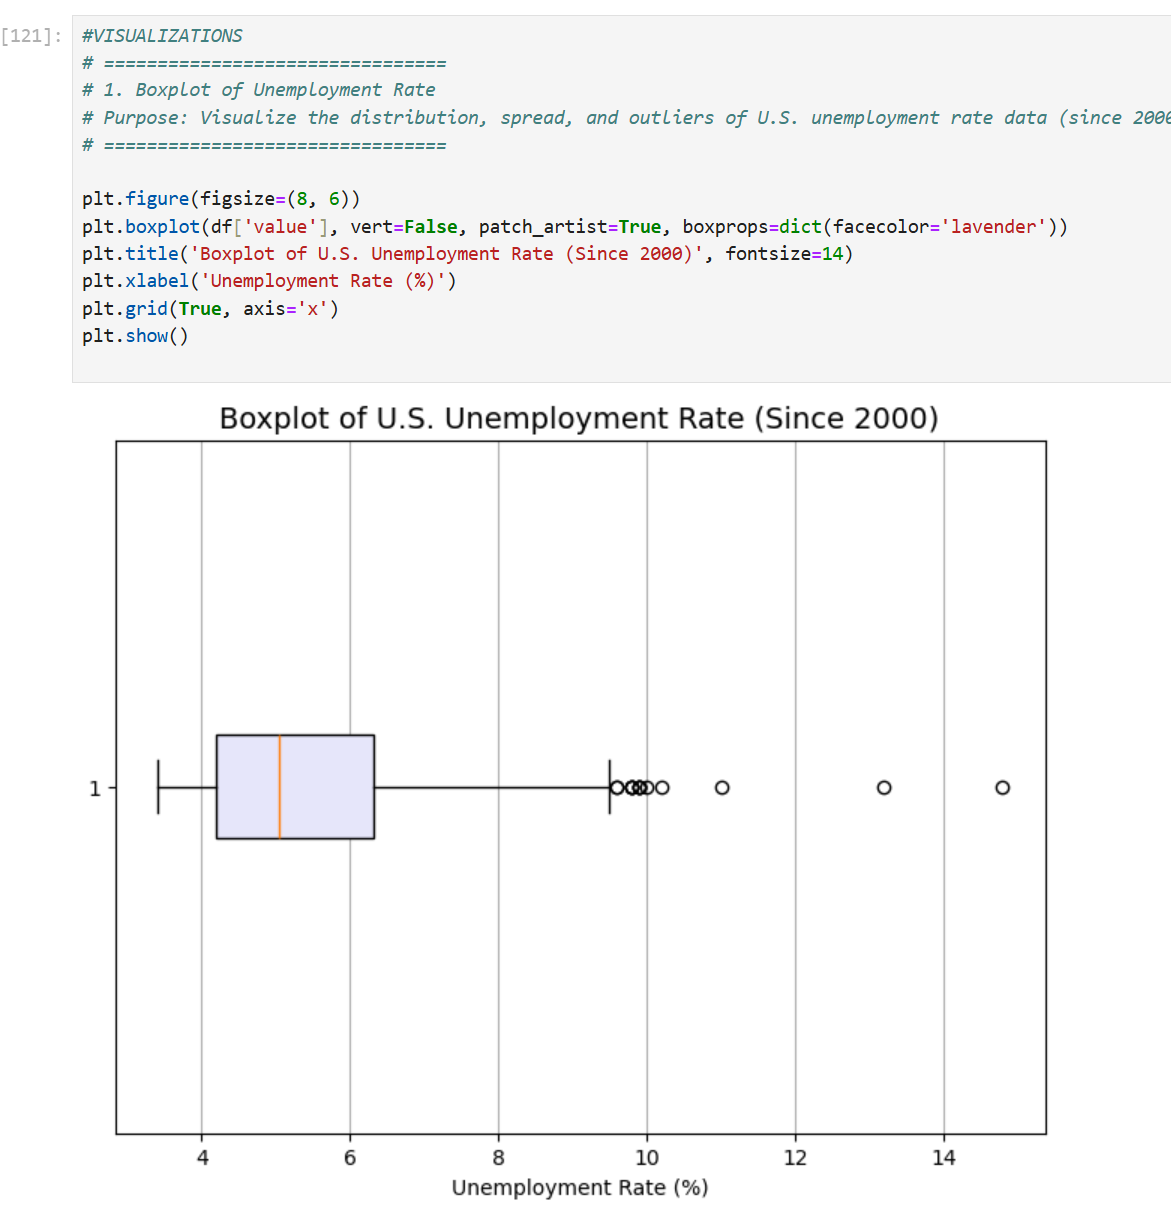 [121]:
#VISUALIZATIONS
# ================================
# 1. Boxplot of Unemployment Rate
# Purpose: Visualize the distribution, spread, and outliers of U.S. unemployment rate data (since 2000
# ================================
plt.figure(figsize=(8, 6))
plt.boxplot(df['value'], vert=False, patch_artist=True, boxprops=dict(facecolor='lavender'))
plt.title('Boxplot of U.S. Unemployment Rate (Since 2000)', fontsize=14)
plt.xlabel('Unemployment Rate (%)')
plt.grid(True, axis='x')
plt.show()
Boxplot of U.S. Unemployment Rate (Since 2000)
1
4 6 8 10 12 14
Unemployment Rate (%)